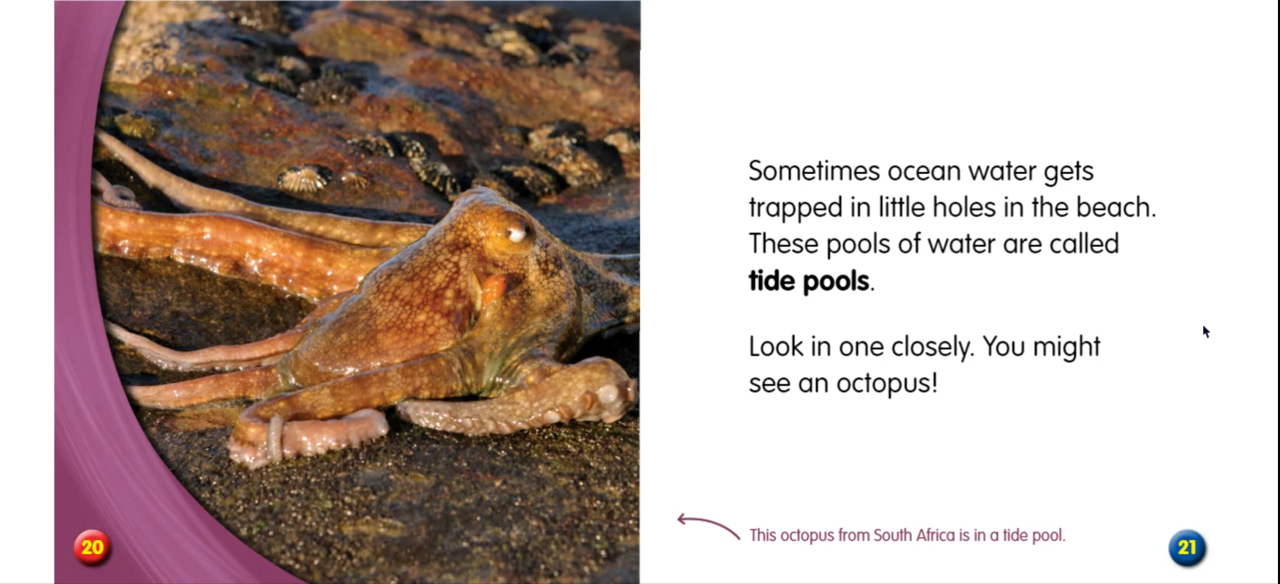 Sometimes ocean water gets
trapped in little holes in the beach.
These pools of water are called
tide pools.
Look in one closely. You might
see an octopus!
This octopus from South Africa is in a tide pool.
20
21